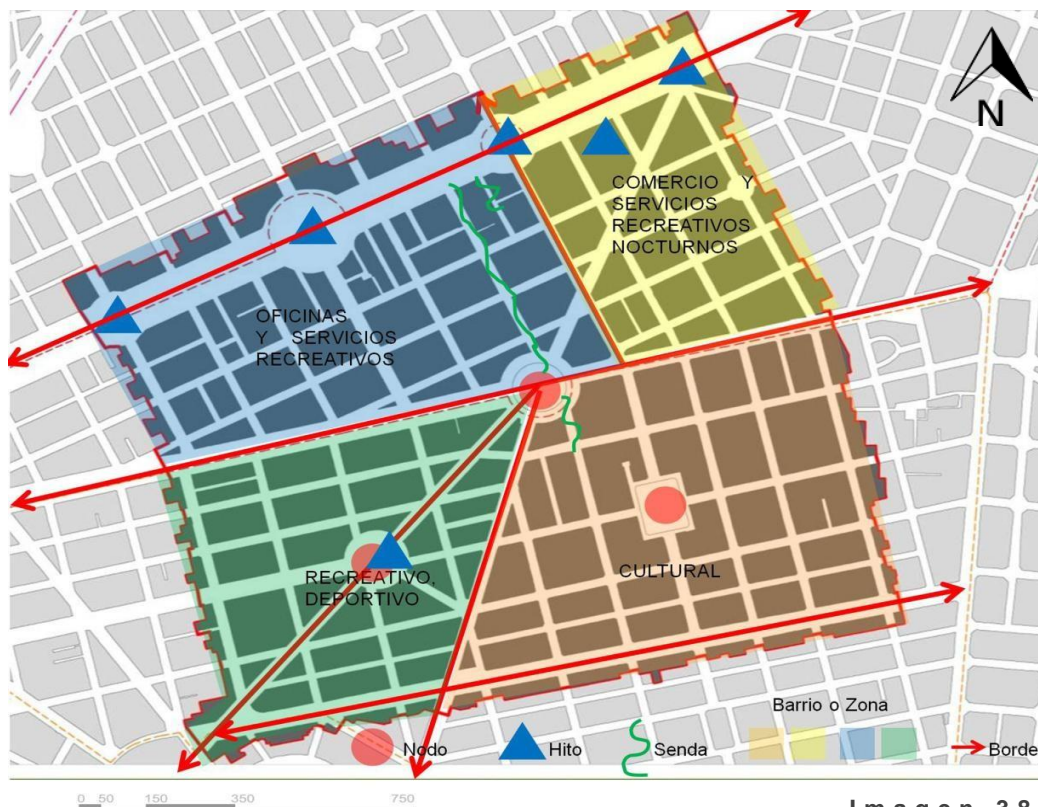 N
COMERCIO Y
SERVICIOS
RECREATIVOS
NOCTURNOS
OFICINAS
Y SERVICIOS
RECREATIVOS
RECREATIVO,
DEPORTIVO
CULTURAL
Barrio o Zona
Nodo
Hito
Senda
Borde
0 50 150 350 750
Imagen 38